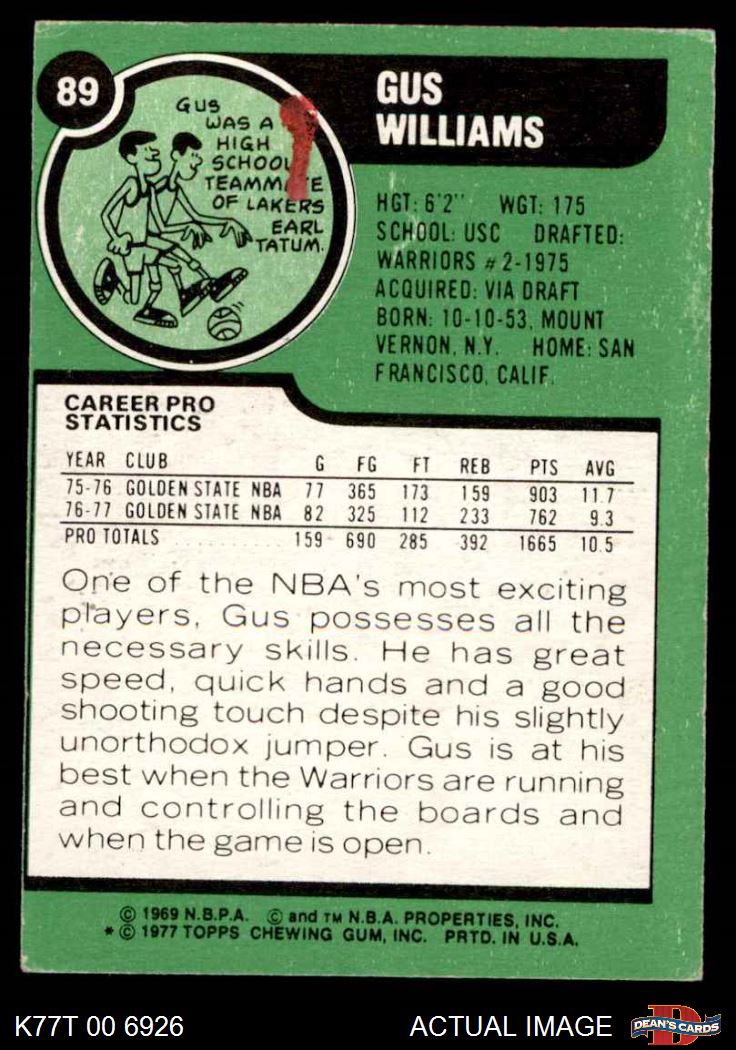 89
GUS
WAS A
HIGH
SCHOOL
TEAMMATE
OF LAKERS
EARL
TATUM.
GUS
WILLIAMS
HGT: 6'2" WGT: 175
SCHOOL: USC DRAFTED:
WARRIORS #2-1975
ACQUIRED: VIA DRAFT
BORN: 10-10-53, MOUNT
VERNON, N.Y. HOME: SAN
FRANCISCO, CALIF.
CAREER PRO
STATISTICS
YEAR CLUB G FG FT REB PTS AVG
75-76 GOLDEN STATE NBA 77 365 173 159 903 11.7
76-77 GOLDEN STATE NBA 82 325 112 233 762 9.3
PRO TOTALS 159 690 285 392 1665 10.5
One of the NBA's most exciting
players, Gus possesses all the
necessary skills. He has great
speed, quick hands and a good
shooting touch despite his slightly
unorthodox jumper. Gus is at his
best when the Warriors are running
and controlling the boards and
when the game is open.
© 1969 N.B.P.A. © and TM N.B.A. PROPERTIES, INC.
*© 1977 TOPPS CHEWING GUM, INC. PRTD. IN U.S.A.
K77T 00 6926 ACTUAL IMAGE
DEAN'S CARDS